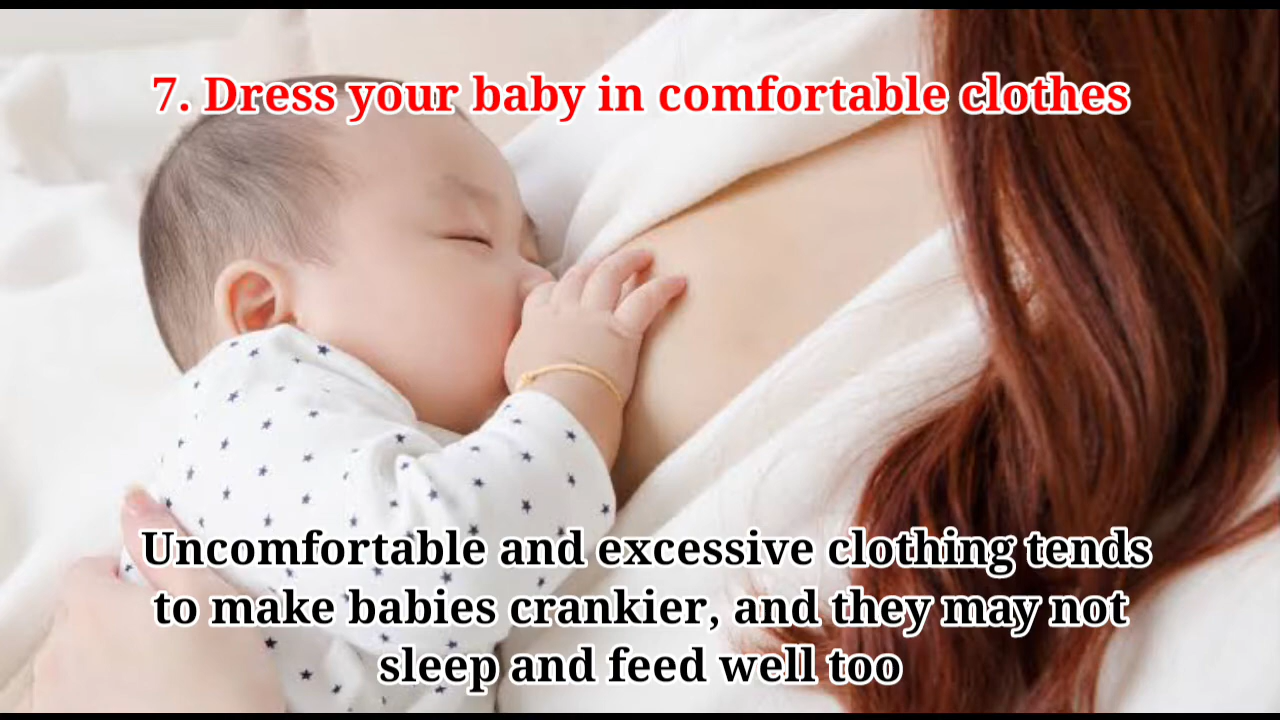 7. Dress your baby in comfortable clothes
Uncomfortable and excessive clothing tends
to make babies crankier, and they may not
sleep and feed well too